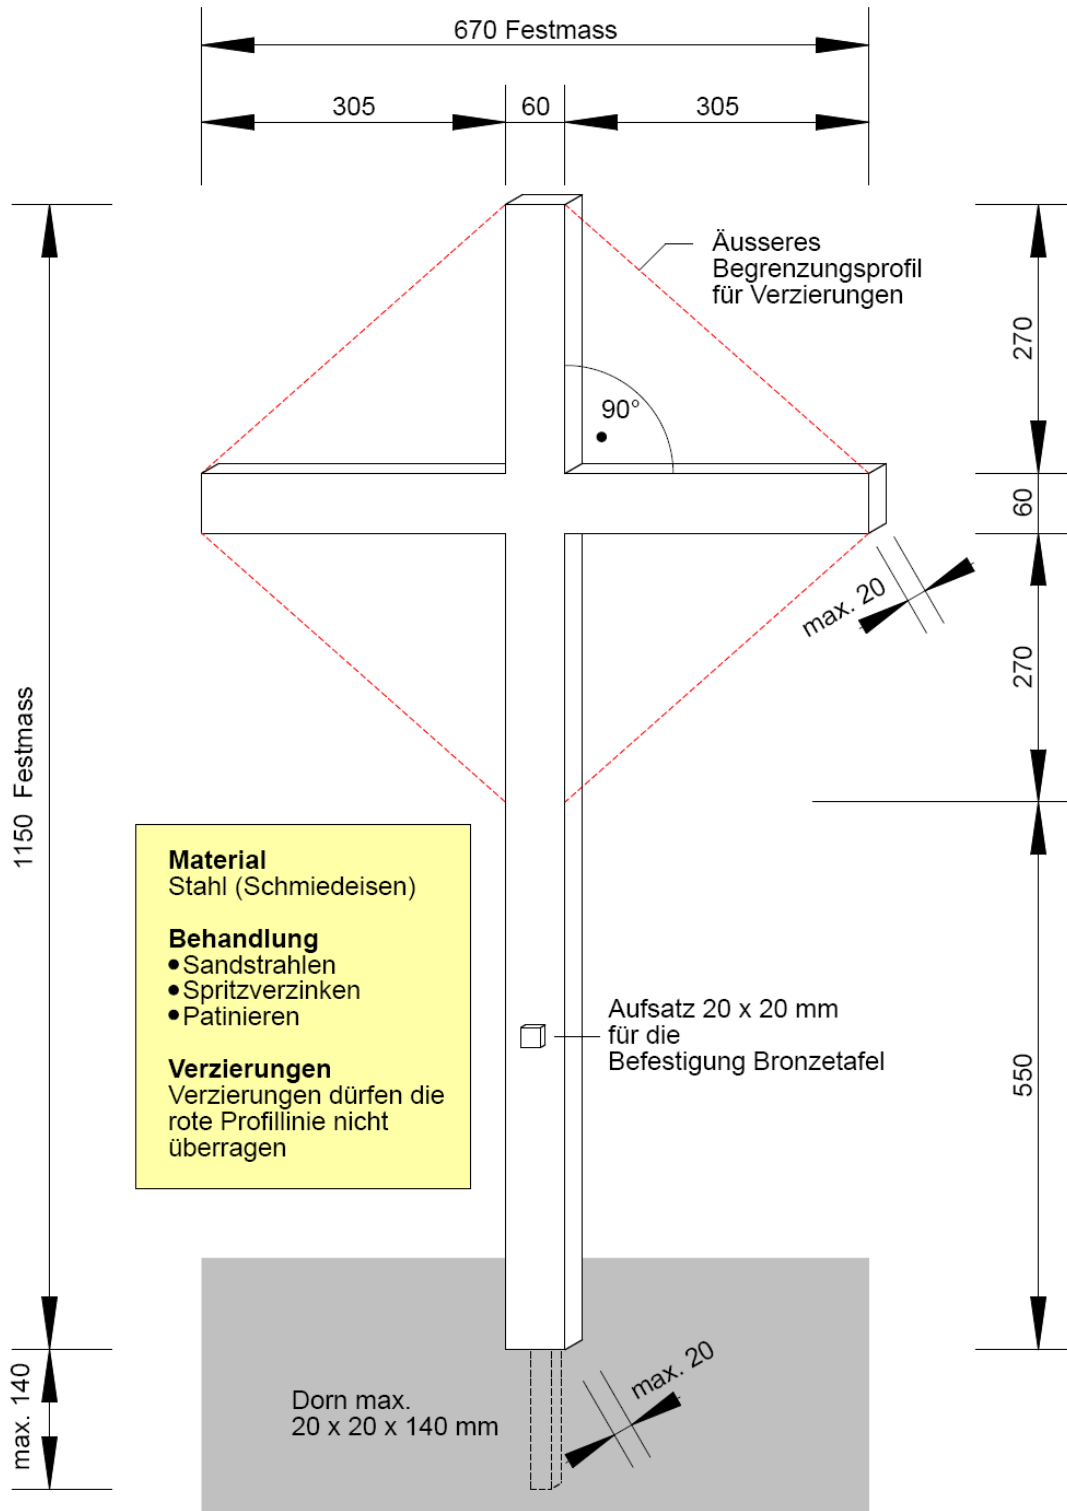 670 Festmass
305
60
305
Äusseres
Begrenzungsprofil
für Verzierungen
270
90°
60
max. 20
270
1150 Festmass
Material
Stahl (Schmiedeisen)
Behandlung
• Sandstrahlen
• Spritzverzinken
• Patinieren
Verzierungen
Verzierungen dürfen die
rote Profillinie nicht
überragen
Aufsatz 20 x 20 mm
für die
Befestigung Bronzetafel
550
max. 140
Dorn max.
20 x 20 x 140 mm
max. 20